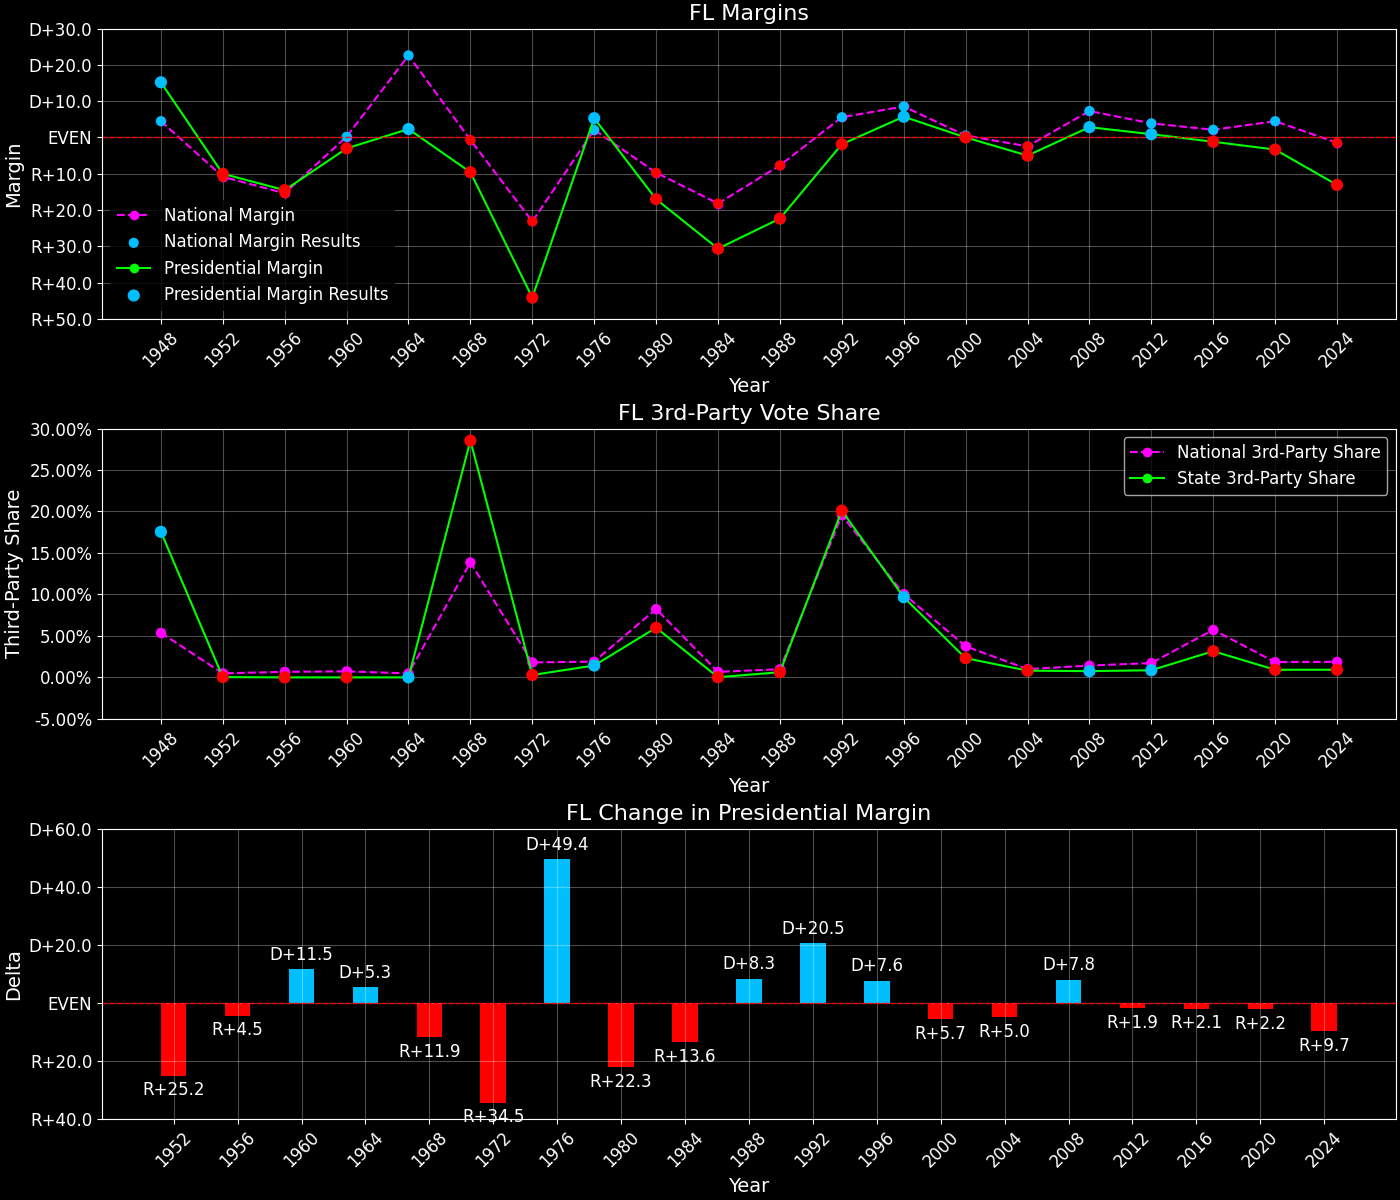 FL Margins
D+30.0
D+20.0
D+10.0
EVEN
R+10.0
R+20.0
R+30.0
R+40.0
R+50.0
Margin
National Margin
National Margin Results
Presidential Margin
Presidential Margin Results
1948 1952 1956 1960 1964 1968 1972 1976 1980 1984 1988 1992 1996 2000 2004 2008 2012 2016 2020 2024
Year
FL 3rd-Party Vote Share
30.00%
25.00%
20.00%
15.00%
10.00%
5.00%
0.00%
-5.00%
Third-Party Share
National 3rd-Party Share
State 3rd-Party Share
1948 1952 1956 1960 1964 1968 1972 1976 1980 1984 1988 1992 1996 2000 2004 2008 2012 2016 2020 2024
Year
FL Change in Presidential Margin
D+60.0
D+40.0
D+20.0
EVEN
R+20.0
R+40.0
Delta
R+25.2
R+4.5
D+11.5
D+5.3
R+11.9
R+34.5
D+49.4
R+22.3
R+13.6
D+8.3
D+20.5
D+7.6
R+5.7
R+5.0
D+7.8
R+1.9
R+2.1
R+2.2
R+9.7
1952 1956 1960 1964 1968 1972 1976 1980 1984 1988 1992 1996 2000 2004 2008 2012 2016 2020 2024
Year